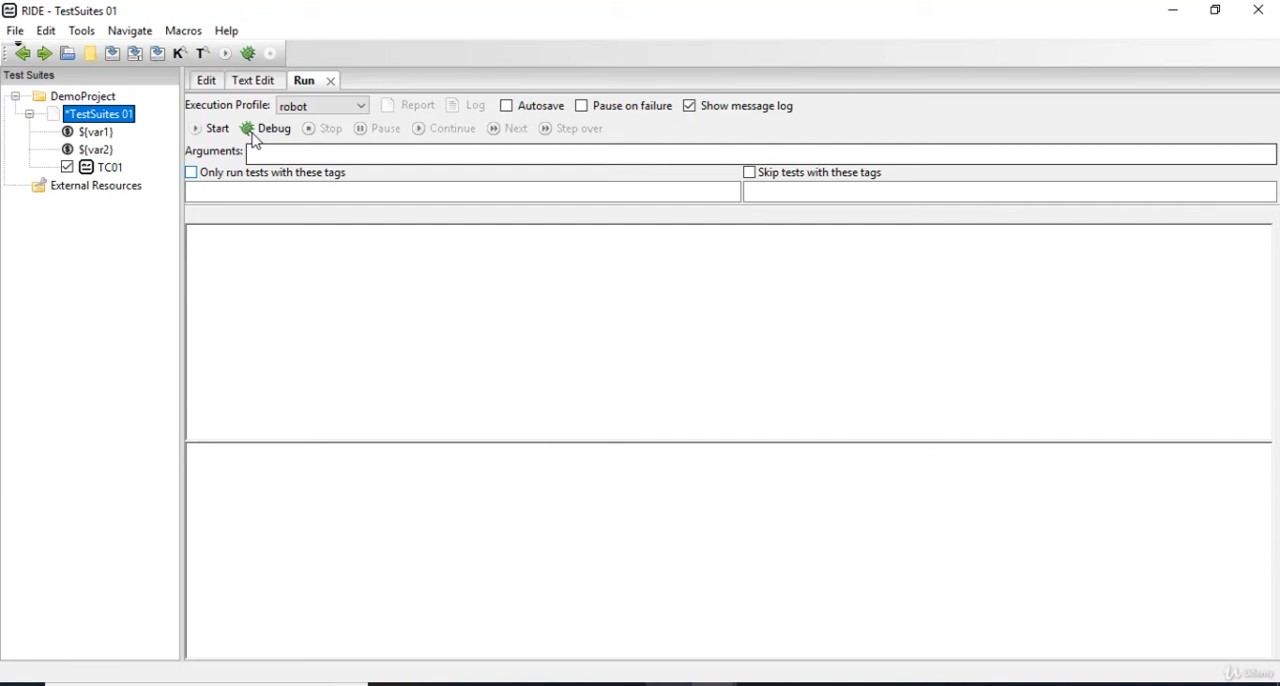 RIDE - TestSuites 01
File Edit Tools Navigate Macros Help
K T
Test Suites
DemoProject
*TestSuites 01
${var1}
${var2}
TC01
External Resources
Edit Text Edit Run
Execution Profile: robot Report Log Autosave Pause on failure Show message log
Start Debug Stop Pause Continue Next Step over
Arguments:
Only run tests with these tags Skip tests with these tags
Udemy